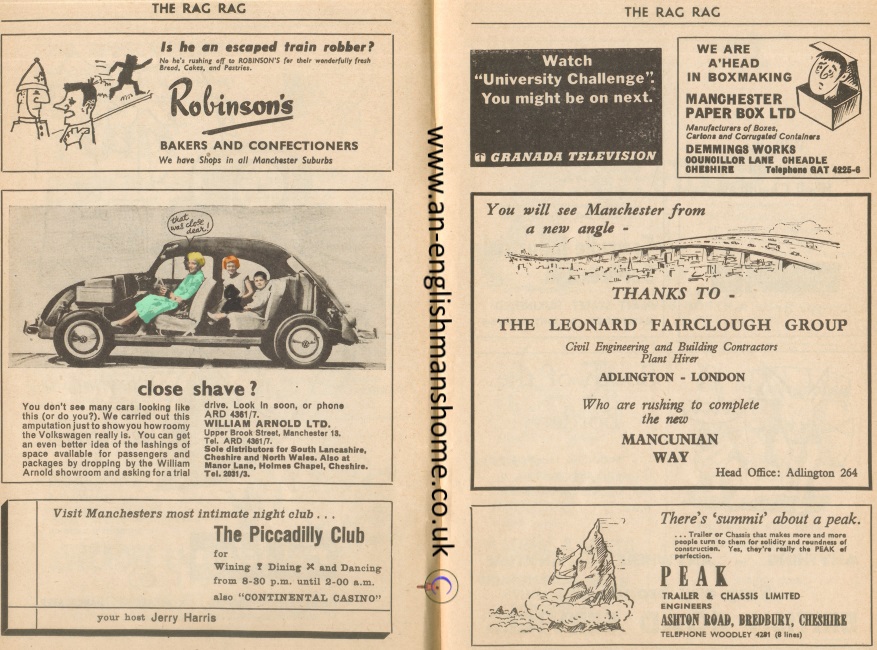 THE RAG RAG
Is he an escaped train robber?
No he's rushing off to ROBINSON'S for their wonderfully fresh
Bread, Cakes, and Pastries.
Robinson's
BAKERS AND CONFECTIONERS
We have Shops in all Manchester Suburbs
that
was close
dear!
close shave?
You don't see many cars looking like
this (or do you?). We carried out this
amputation just to show you how roomy
the Volkswagen really is. You can get
an even better idea of the lashings of
space available for passengers and
packages by dropping by the William
Arnold showroom and asking for a trial
drive. Look in soon, or phone
ARD 4361/7.
WILLIAM ARNOLD LTD.
Upper Brook Street, Manchester 13.
Tel. ARD 4361/7.
Sole distributors for South Lancashire,
Cheshire and North Wales. Also at
Manor Lane, Holmes Chapel, Cheshire.
Tel. 2631/3.
Visit Manchesters most intimate night club . . .
The Piccadilly Club
for
Wining Dining and Dancing
from 8-30 p.m. until 2-00 a.m.
also "CONTINENTAL CASINO"
your host Jerry Harris
www.an-englishmanshome.co.uk
THE RAG RAG
Watch
"University Challenge".
You might be on next.
GRANADA TELEVISION
WE ARE
A'HEAD
IN BOXMAKING
MANCHESTER
PAPER BOX LTD
Manufacturers of Boxes,
Cartons and Corrugated Containers
DEMMINGS WORKS
COUNCILLOR LANE CHEADLE
CHESHIRE Telephone GAT 4225-6
You will see Manchester from
a new angle -
THANKS TO -
THE LEONARD FAIRCLOUGH GROUP
Civil Engineering and Building Contractors
Plant Hirer
ADLINGTON - LONDON
Who are rushing to complete
the new
MANCUNIAN
WAY
Head Office: Adlington 264
There's 'summit' about a peak.
. . . Trailer or Chassis that makes more and more
people turn to them for solidity and roundness of
construction. Yes, they're really the PEAK of
perfection.
PEAK
TRAILER & CHASSIS LIMITED
ENGINEERS
ASHTON ROAD, BREDBURY, CHESHIRE
TELEPHONE WOODLEY 4281 (8 lines)